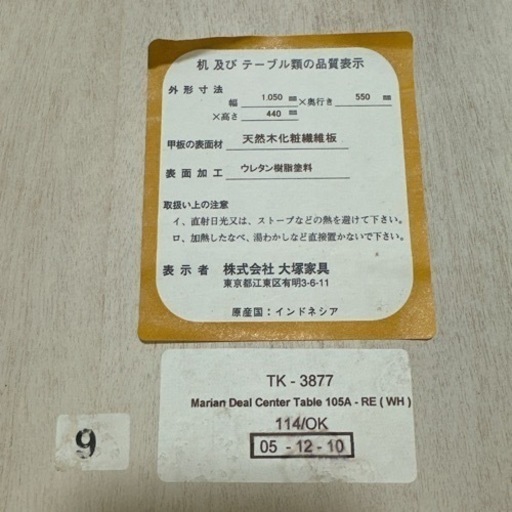 机 及び テーブル類の品質表示
外形寸法
幅 1.050 ㎜ ×奥行き 550 ㎜
×高さ 440 ㎜
甲板の表面材 天然木化粧繊維板
表面加工 ウレタン樹脂塗料
取扱い上の注意
イ、直射日光又は、ストーブなどの熱を避けて下さい。
ロ、加熱したなべ、湯わかしなど直接置かないで下さい。
表示者 株式会社 大塚家具
東京都江東区有明3-6-11
原産国：インドネシア
TK - 3877
Marian Deal Center Table 105A - RE ( WH )
114/OK
05 - 12 - 10
9